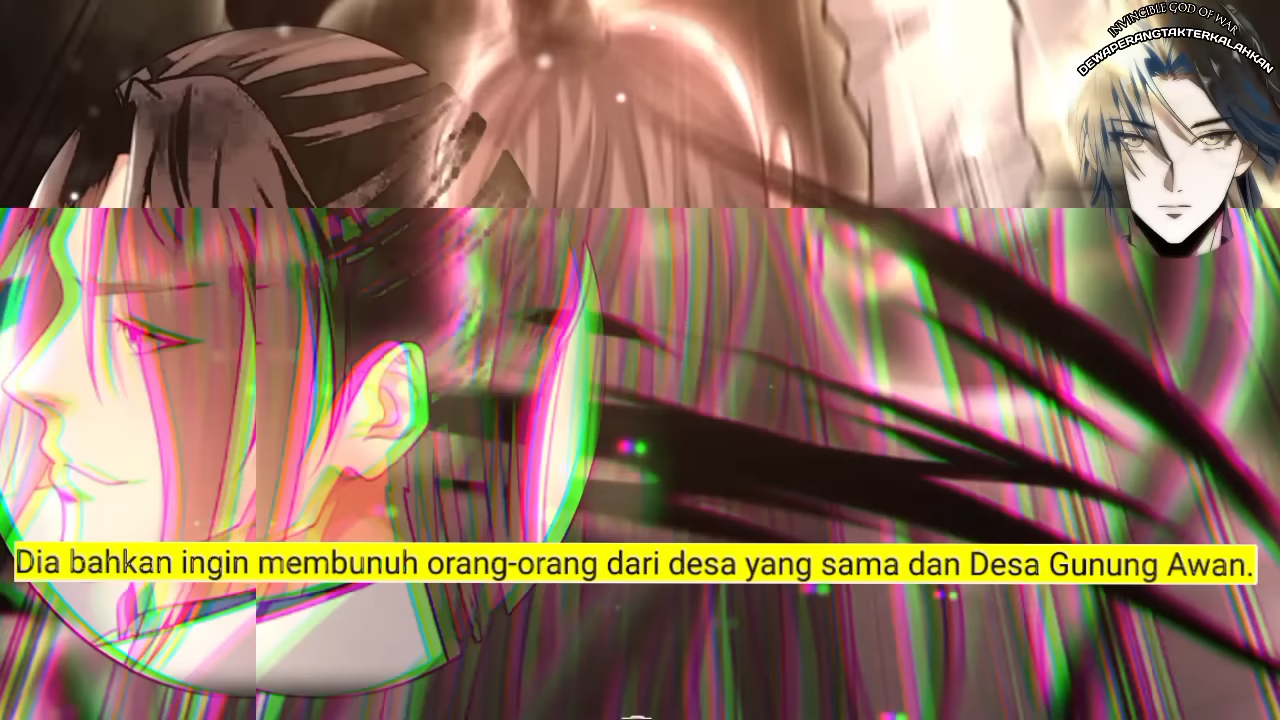 INVINCIBLE GOD OF WAR
DEWAPERANGTAKTERKALAHKAN
Dia bahkan ingin membunuh orang-orang dari desa yang sama dan Desa Gunung Awan.